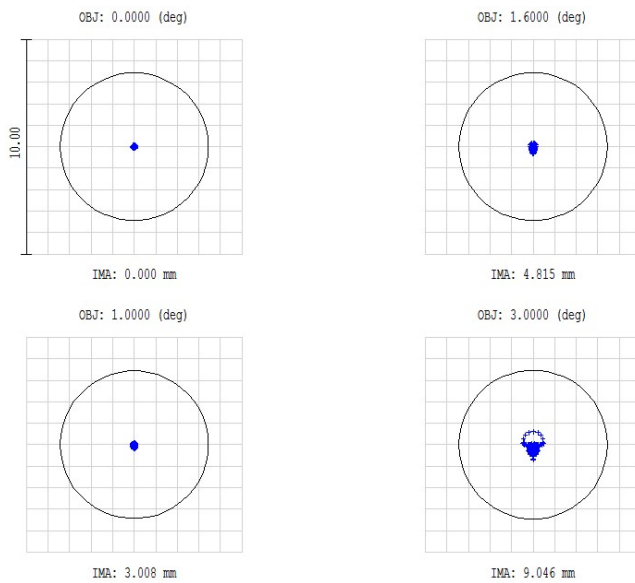 OBJ: 0.0000 (deg)
OBJ: 1.6000 (deg)
10.00
IMA: 0.000 mm
IMA: 4.815 mm
OBJ: 1.0000 (deg)
OBJ: 3.0000 (deg)
IMA: 3.008 mm
IMA: 9.046 mm